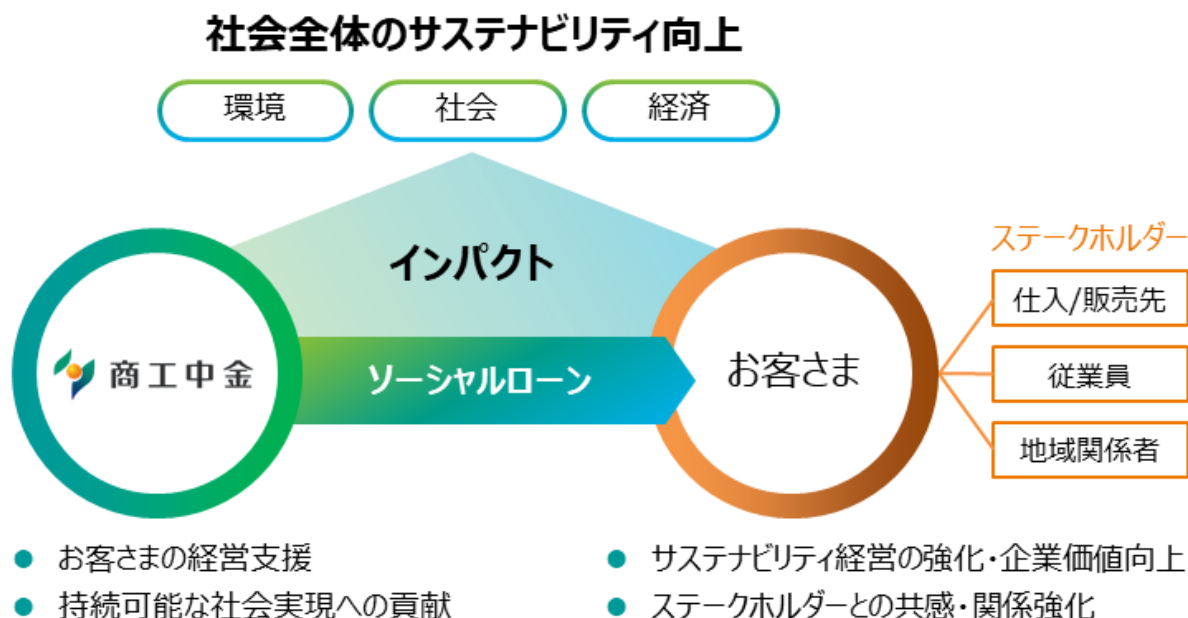 社会全体のサステナビリティ向上
環境
社会
経済
インパクト
商工中金
ソーシャルローン
お客さま
ステークホルダー
仕入/販売先
従業員
地域関係者
● お客さまの経営支援
● 持続可能な社会実現への貢献
● サステナビリティ経営の強化・企業価値向上
● ステークホルダーとの共感・関係強化